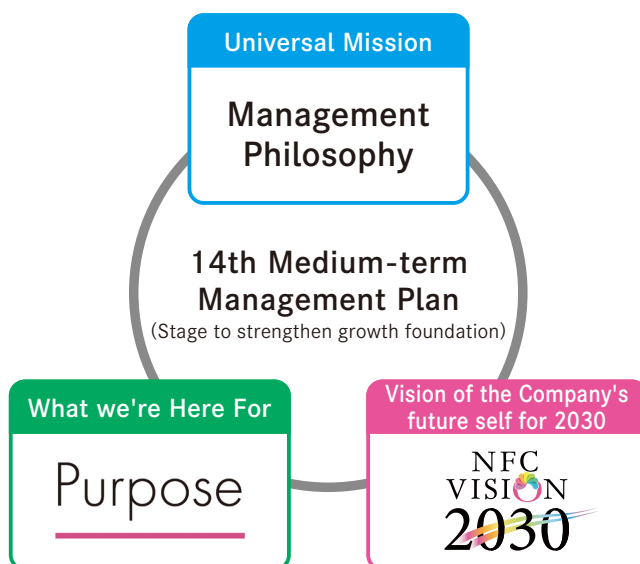 Universal Mission
Management
Philosophy
14th Medium-term
Management Plan
(Stage to strengthen growth foundation)
What we're Here For
Purpose
Vision of the Company's
future self for 2030
NFC
VISION
2030